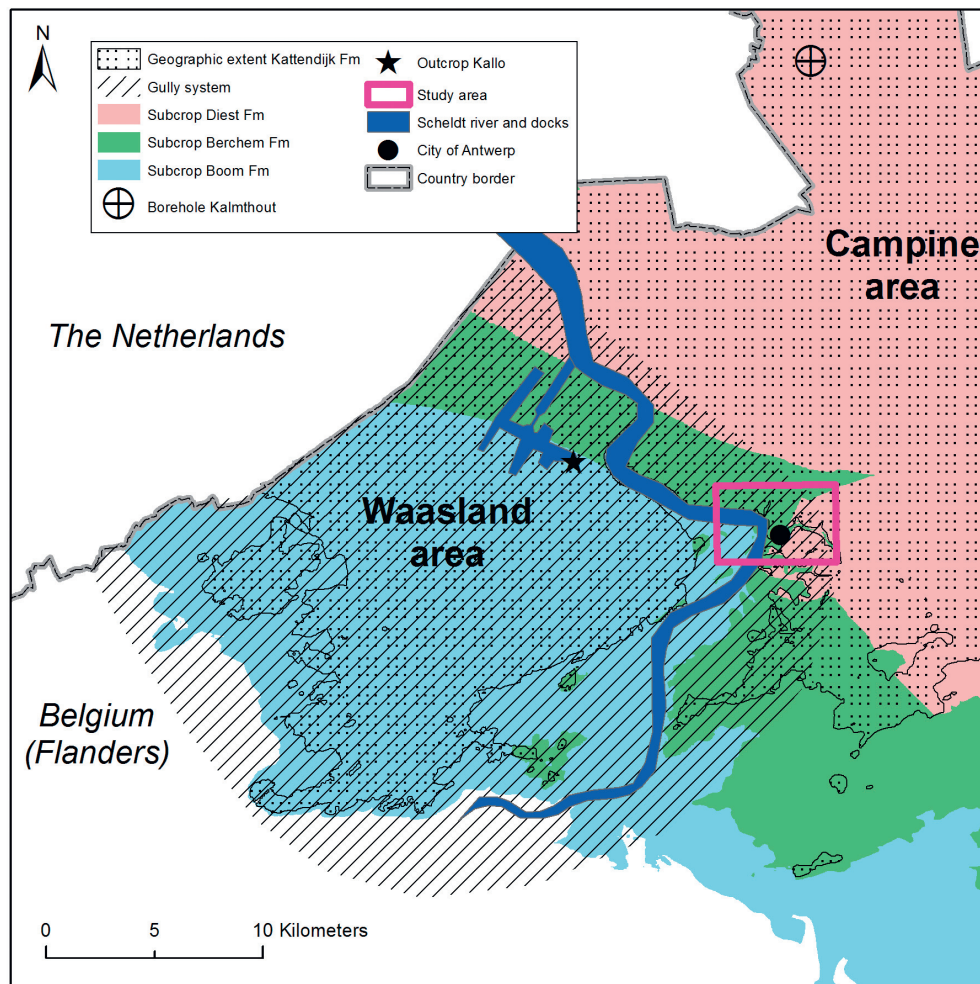 N
Geographic extent Kattendijk Fm
Gully system
Subcrop Diest Fm
Subcrop Berchem Fm
Subcrop Boom Fm
Borehole Kalmthout
Outcrop Kallo
Study area
Scheldt river and docks
City of Antwerp
Country border
Campine
area
The Netherlands
Waasland
area
Belgium
(Flanders)
0 5 10 Kilometers